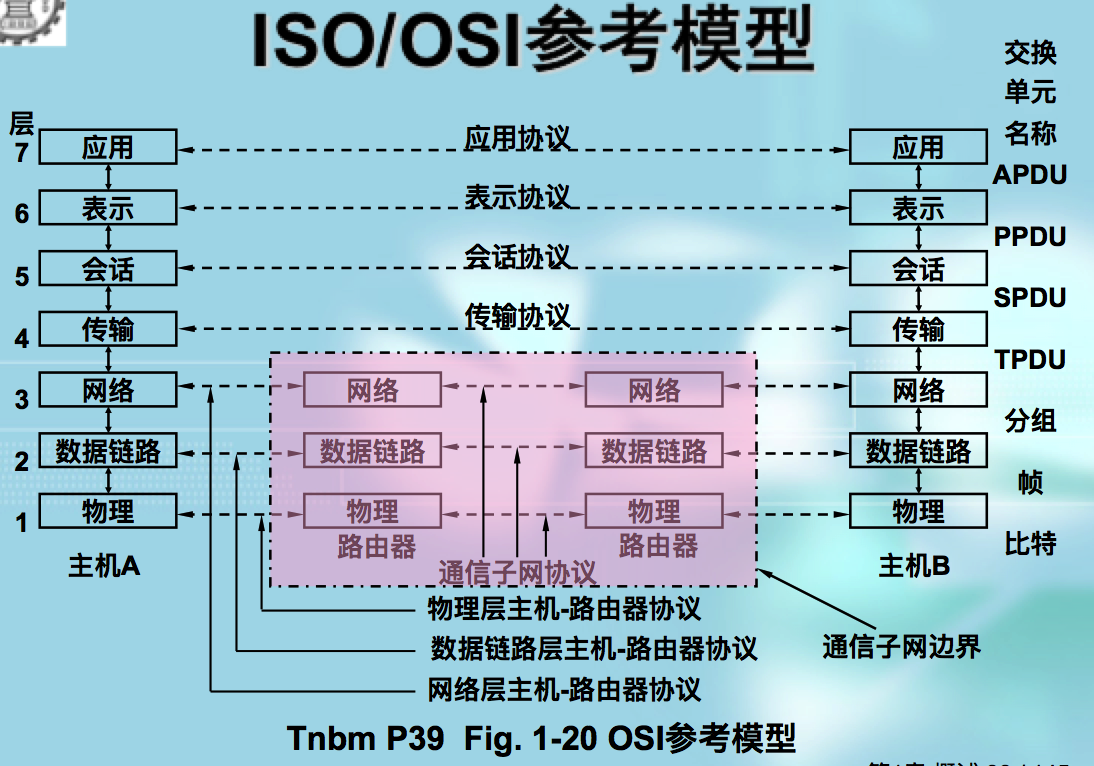 ISO/OSI参考模型
交换
单元
名称
层
7 应用 应用协议 应用
APDU
6 表示 表示协议 表示
PPDU
5 会话 会话协议 会话
SPDU
4 传输 传输协议 传输
TPDU
3 网络 网络 网络 网络
分组
2 数据链路 数据链路 数据链路 数据链路
帧
1 物理 物理 物理 物理
路由器 路由器
比特
主机A 通信子网协议 主机B
物理层主机-路由器协议
数据链路层主机-路由器协议 通信子网边界
网络层主机-路由器协议
Tnbm P39 Fig. 1-20 OSI参考模型